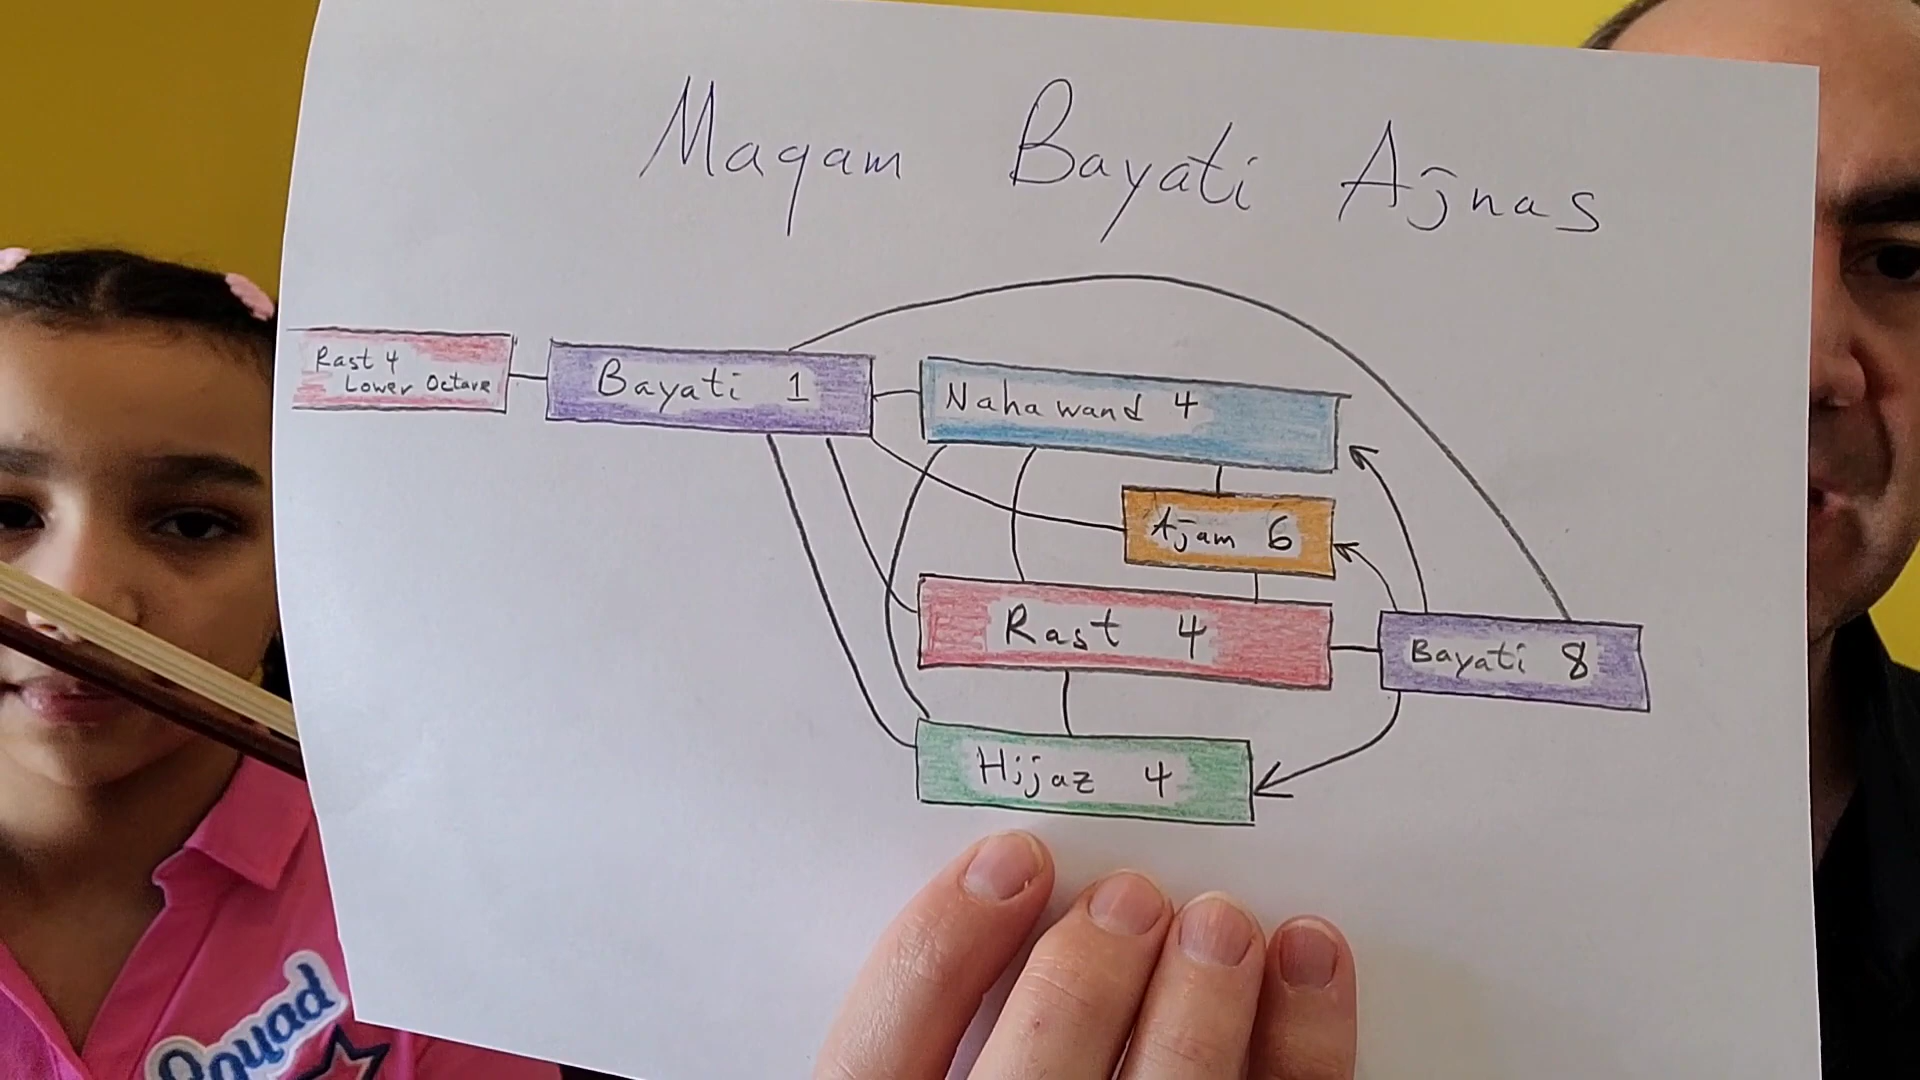 Maqam Bayati Ajnas
Rast 4
Lower Octave
Bayati 1
Nahawand 4
Ajam 6
Rast 4
Bayati 8
Hijaz 4
Squad